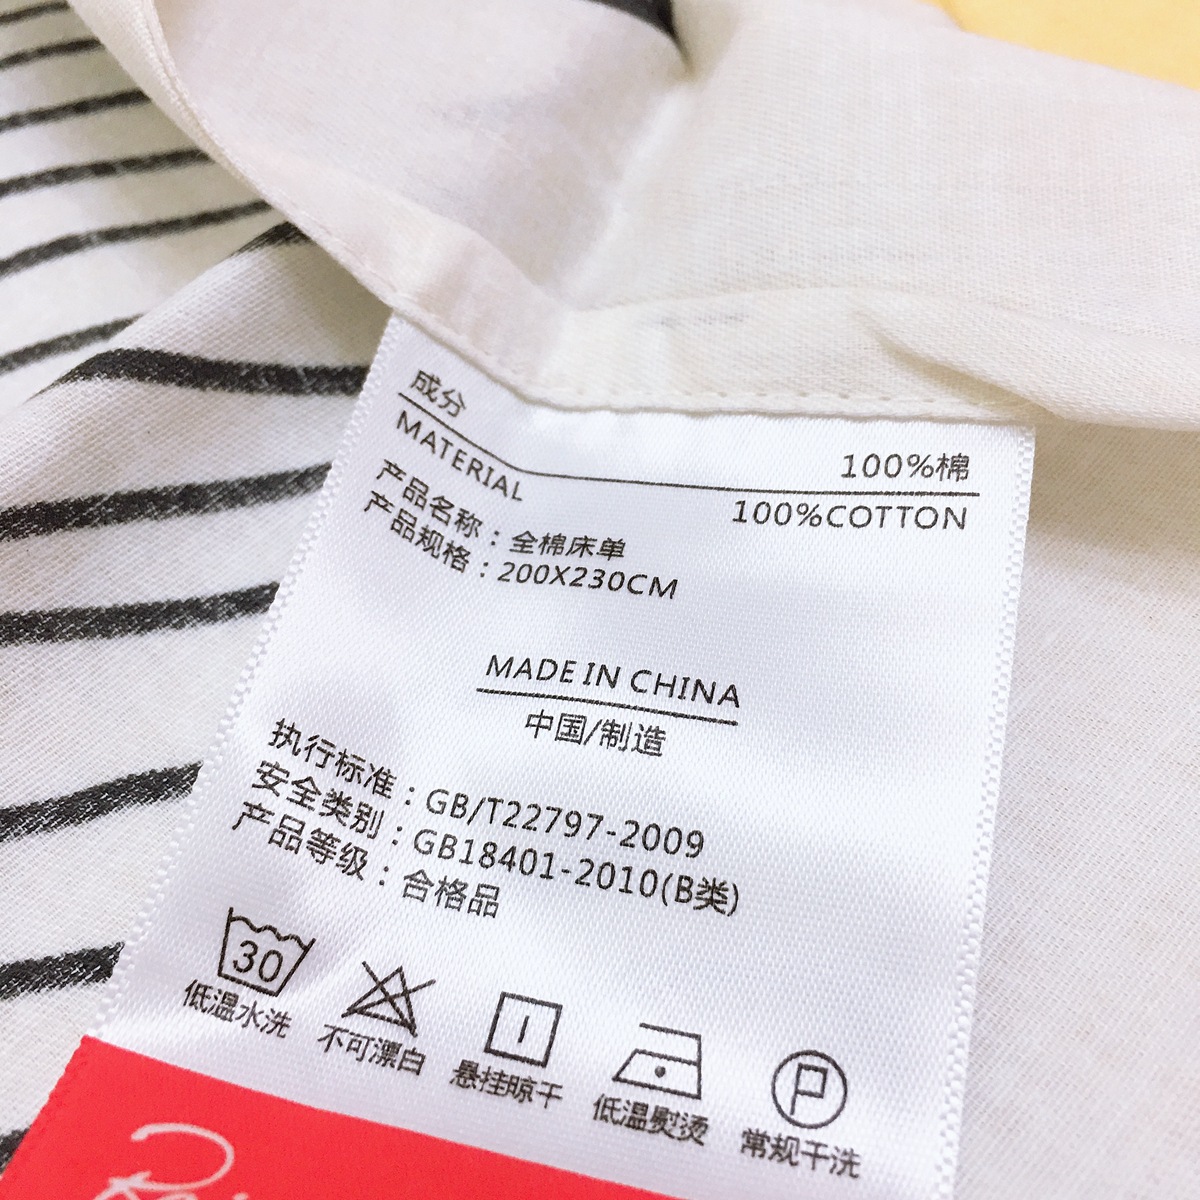 成分
100%棉
MATERIAL
100%COTTON
产品名称：全棉床单
产品规格：200X230CM
MADE IN CHINA
中国/制造
执行标准：GB/T22797-2009
安全类别：GB18401-2010(B类)
产品等级：合格品
30
低温水洗
不可漂白
悬挂晾干
低温熨烫
P
常规干洗